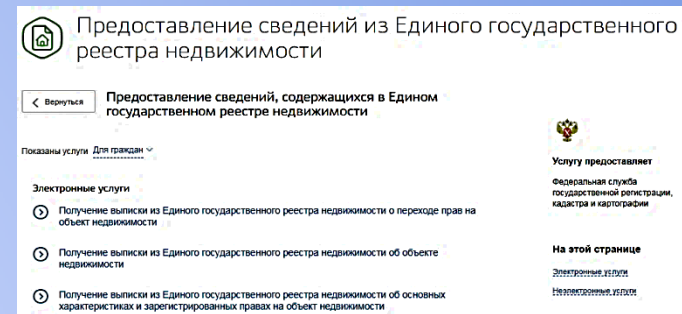 Предоставление сведений из Единого государственного
реестра недвижимости
Вернуться
Предоставление сведений, содержащихся в Едином
государственном реестре недвижимости
Показаны услуги Для граждан
Электронные услуги
Получение выписки из Единого государственного реестра недвижимости о переходе прав на
объект недвижимости
Получение выписки из Единого государственного реестра недвижимости об объекте
недвижимости
Получение выписки из Единого государственного реестра недвижимости об основных
характеристиках и зарегистрированных правах на объект недвижимости
Услугу предоставляет
Федеральная служба
государственной регистрации,
кадастра и картографии
На этой странице
Электронные услуги
Неэлектронные услуги